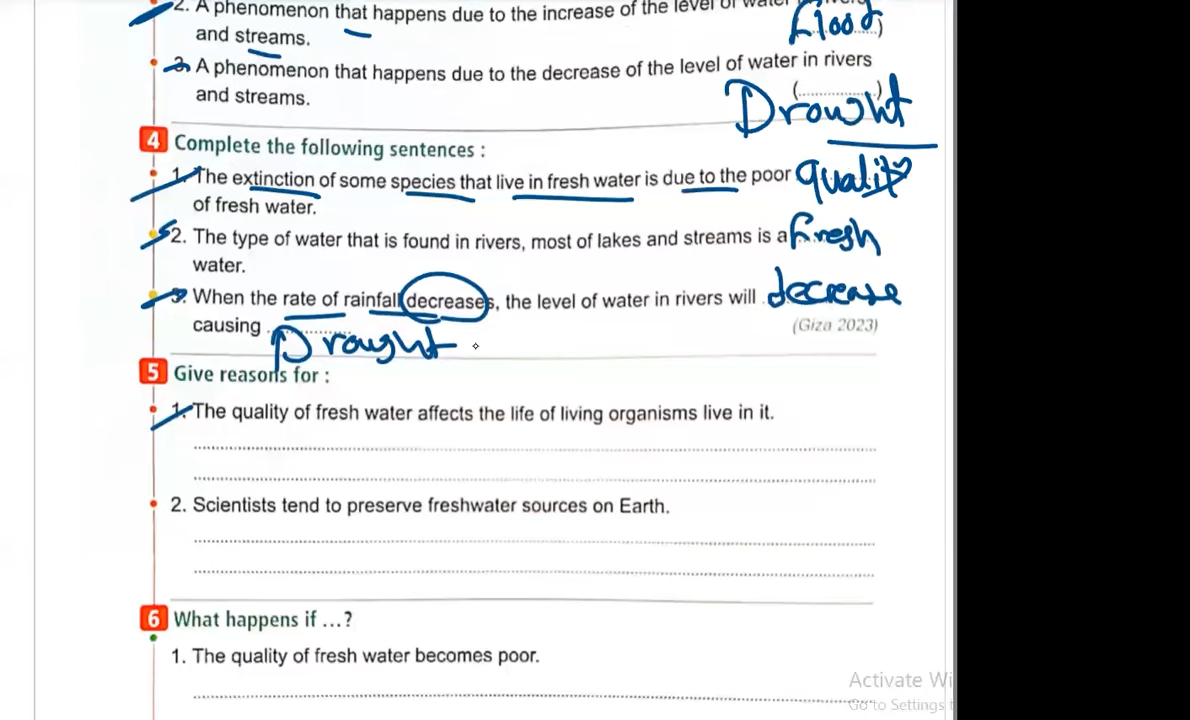 2. A phenomenon that happens due to the increase of the level of water
and streams. Flood
3. A phenomenon that happens due to the decrease of the level of water in rivers
and streams. (..................)
Drowht
4 Complete the following sentences :
1. The extinction of some species that live in fresh water is due to the poor quality
of fresh water.
2. The type of water that is found in rivers, most of lakes and streams is a fresh
water.
3. When the rate of rainfall decreases, the level of water in rivers will decrease
causing Drought (Giza 2023)
5 Give reasons for :
1. The quality of fresh water affects the life of living organisms live in it.
2. Scientists tend to preserve freshwater sources on Earth.
6 What happens if ...?
1. The quality of fresh water becomes poor.
Activate Wi
Go to Settings t